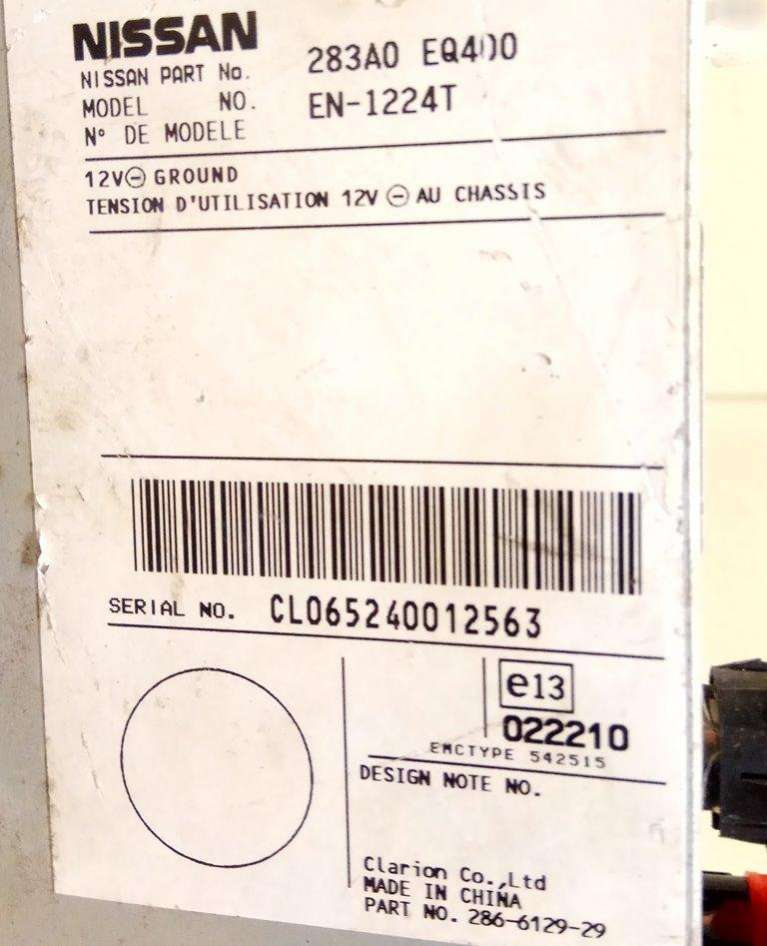 NISSAN
NISSAN PART No. 283A0 EQ400
MODEL NO. EN-1224T
N° DE MODELE
12V⊖ GROUND
TENSION D'UTILISATION 12V ⊖ AU CHASSIS
SERIAL NO. CL065240012563
e13
022210
EMCTYPE 542515
DESIGN NOTE NO.
Clarion Co.,Ltd
MADE IN CHINA
PART NO. 286-6129-29